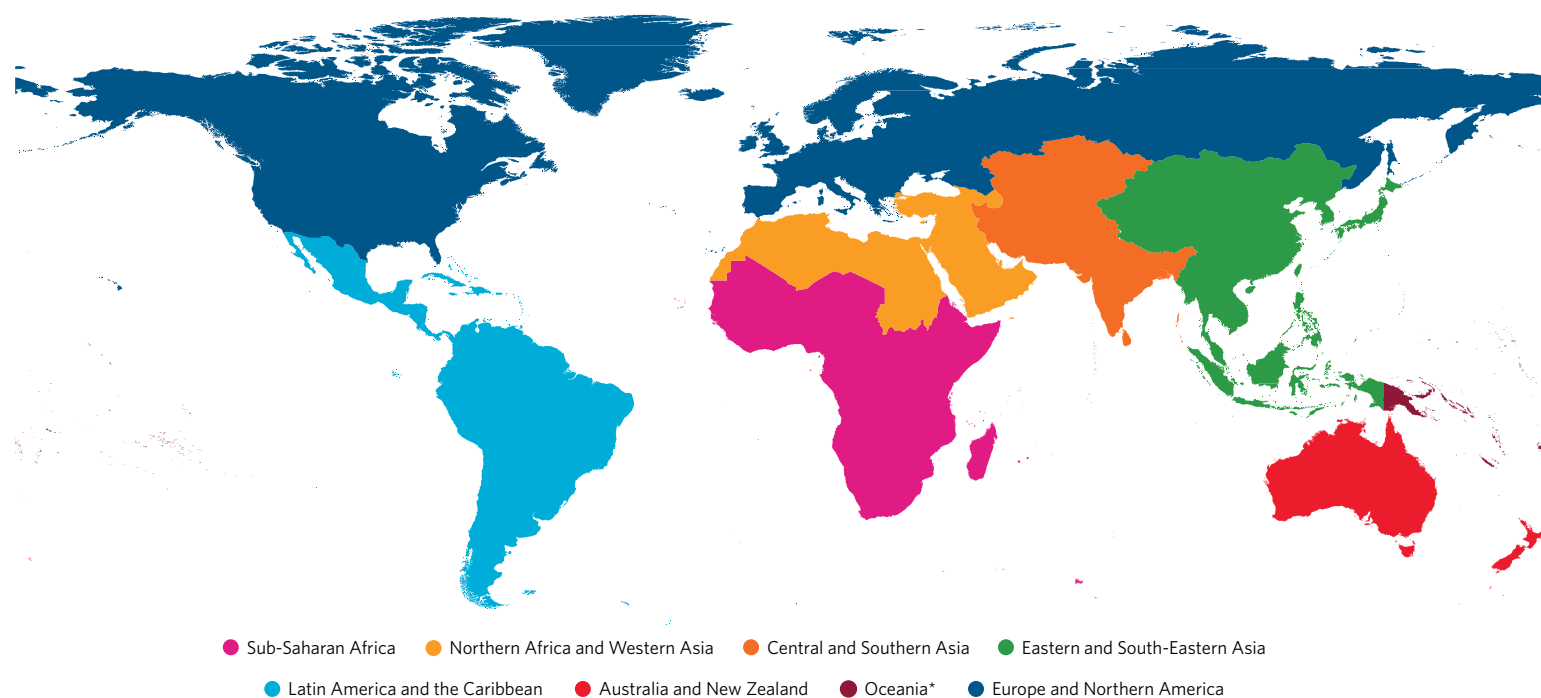 Sub-Saharan Africa Northern Africa and Western Asia Central and Southern Asia Eastern and South-Eastern Asia
Latin America and the Caribbean Australia and New Zealand Oceania* Europe and Northern America